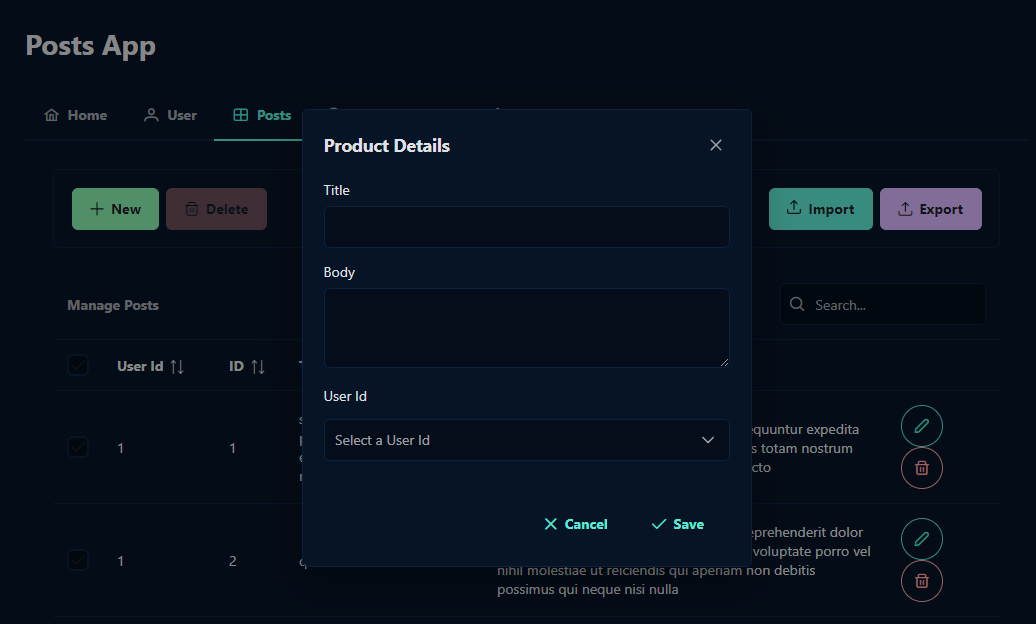 Posts App
Home User Posts
Product Details
Title
Body
User Id
Select a User Id
Cancel Save
New Delete Import Export
Manage Posts Search...
User Id ID
1 1
equuntur expedita
s totam nostrum
cto
1 2
eprehenderit dolor
voluptate porro vel
nihil molestiae ut reiciendis qui aperiam non debitis
possimus qui neque nisi nulla